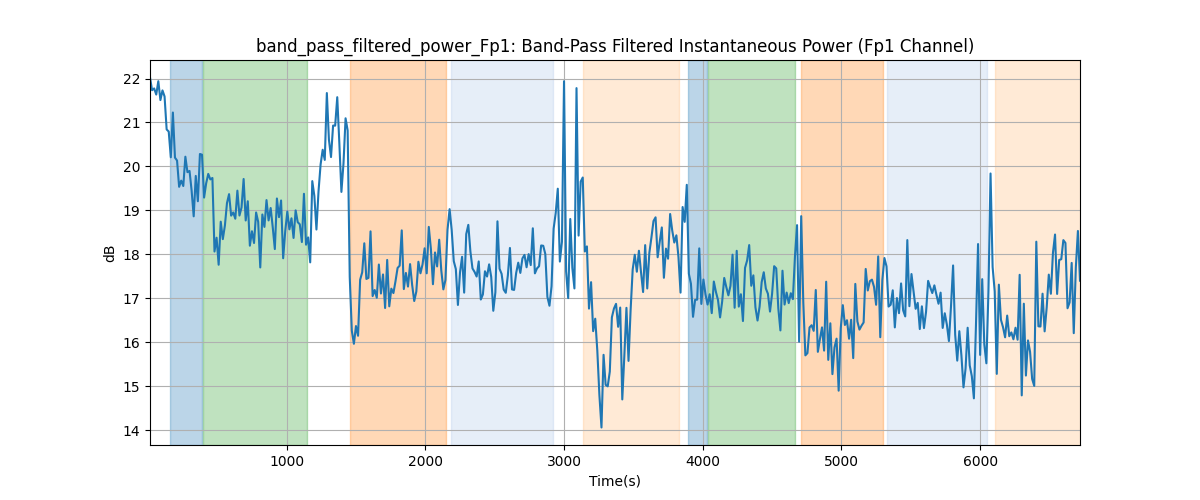 band_pass_filtered_power_Fp1: Band-Pass Filtered Instantaneous Power (Fp1 Channel)
22
21
20
19
18
17
16
15
14
dB
1000 2000 3000 4000 5000 6000
Time(s)